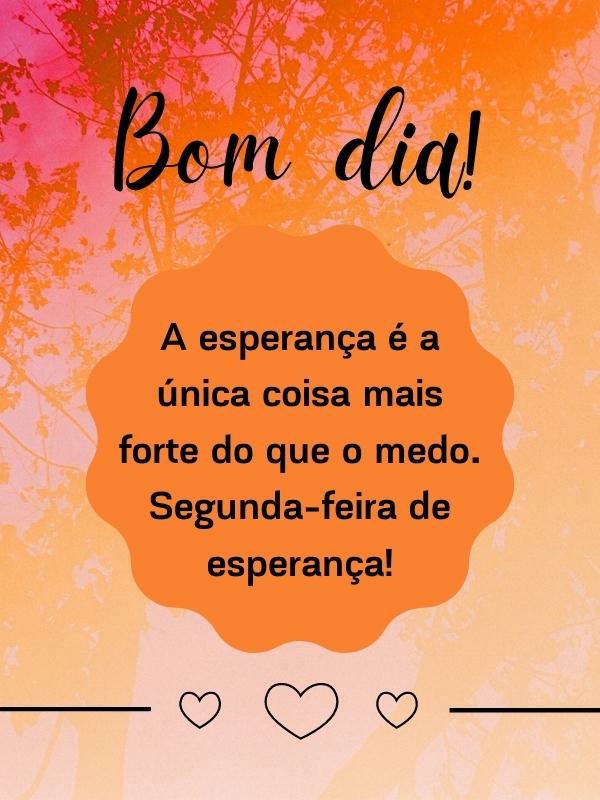 Bom dia!
A esperança é a
única coisa mais
forte do que o medo.
Segunda-feira de
esperança!